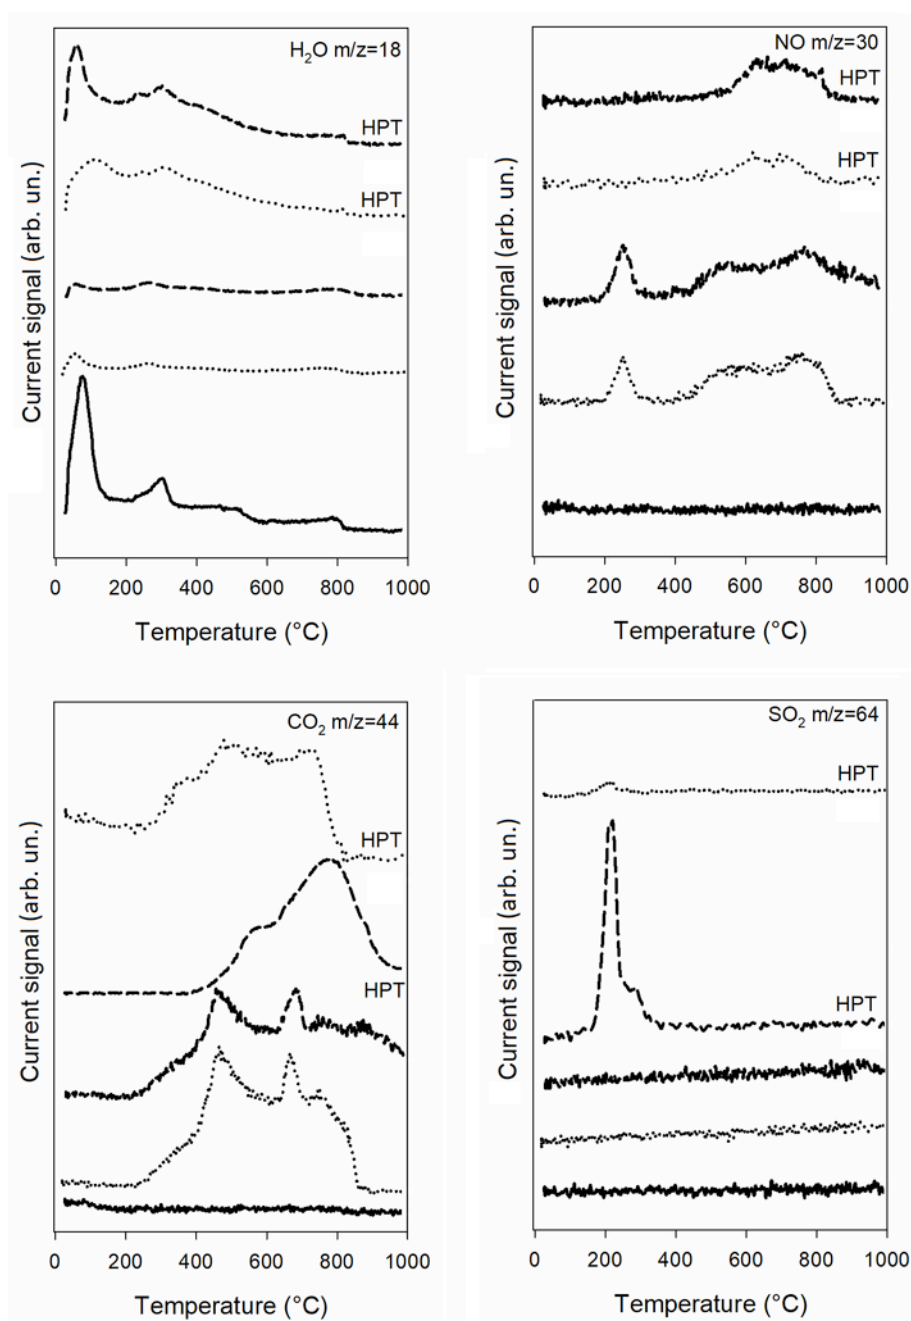 H₂O m/z=18
HPT
HPT
Current signal (arb. un.)
0 200 400 600 800 1000
Temperature (°C)
NO m/z=30
HPT
HPT
Current signal (arb. un.)
0 200 400 600 800 1000
Temperature (°C)
CO₂ m/z=44
HPT
HPT
Current signal (arb. un.)
0 200 400 600 800 1000
Temperature (°C)
SO₂ m/z=64
HPT
HPT
Current signal (arb. un.)
0 200 400 600 800 1000
Temperature (°C)